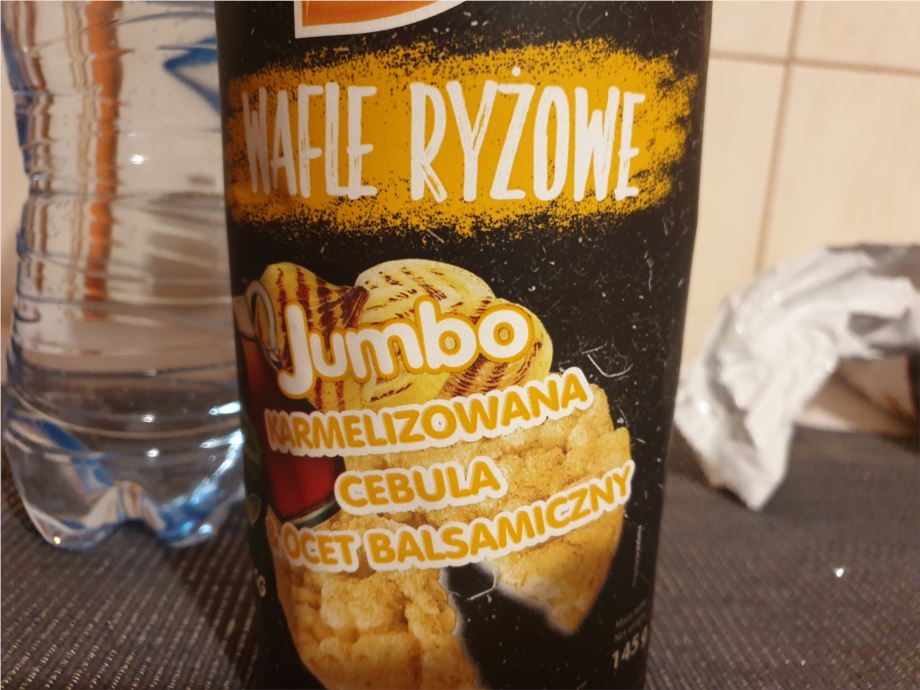 WAFLE RYŻOWE
Jumbo
KARMELIZOWANA
CEBULA
& OCET BALSAMICZNY
145 g